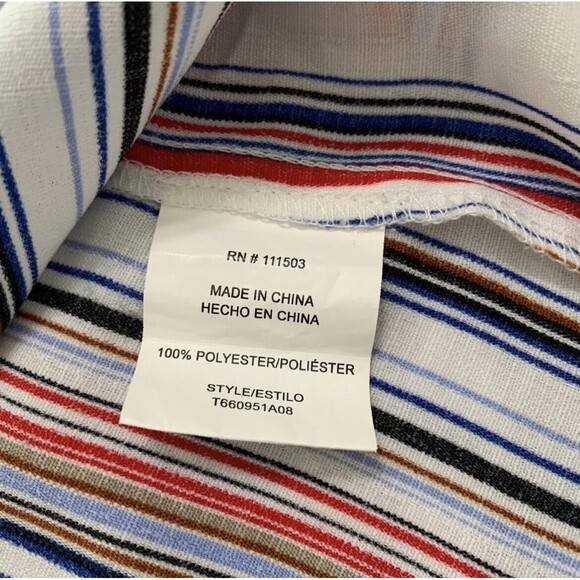 RN # 111503
MADE IN CHINA
HECHO EN CHINA
100% POLYESTER/POLIÉSTER
STYLE/ESTILO
T660951A08